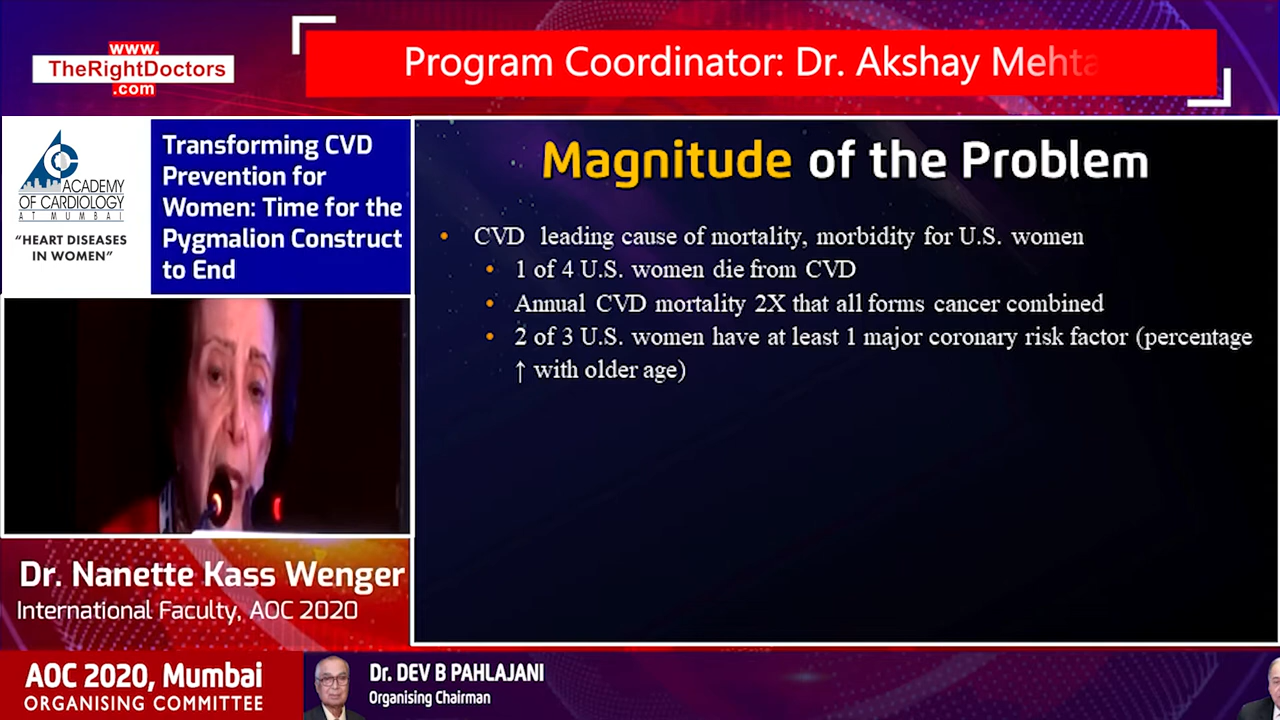 www.
TheRightDoctors
.com
Program Coordinator: Dr. Akshay Mehta
ACADEMY
OF CARDIOLOGY
AT MUMBAI
“HEART DISEASES
IN WOMEN”
Transforming CVD
Prevention for
Women: Time for the
Pygmalion Construct
to End
Magnitude of the Problem
• CVD leading cause of mortality, morbidity for U.S. women
• 1 of 4 U.S. women die from CVD
• Annual CVD mortality 2X that all forms cancer combined
• 2 of 3 U.S. women have at least 1 major coronary risk factor (percentage
↑ with older age)
Dr. Nanette Kass Wenger
International Faculty, AOC 2020
AOC 2020, Mumbai
ORGANISING COMMITTEE
Dr. DEV B PAHLAJANI
Organising Chairman